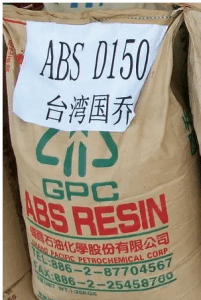 ABS D150
台湾国乔
GPC
ABS RESIN
國喬石油化學股份有限公司
GRAND PACIFIC PETROCHEMICAL CORP.
TEL:886-2-87704567
FAX:886-2-25458760